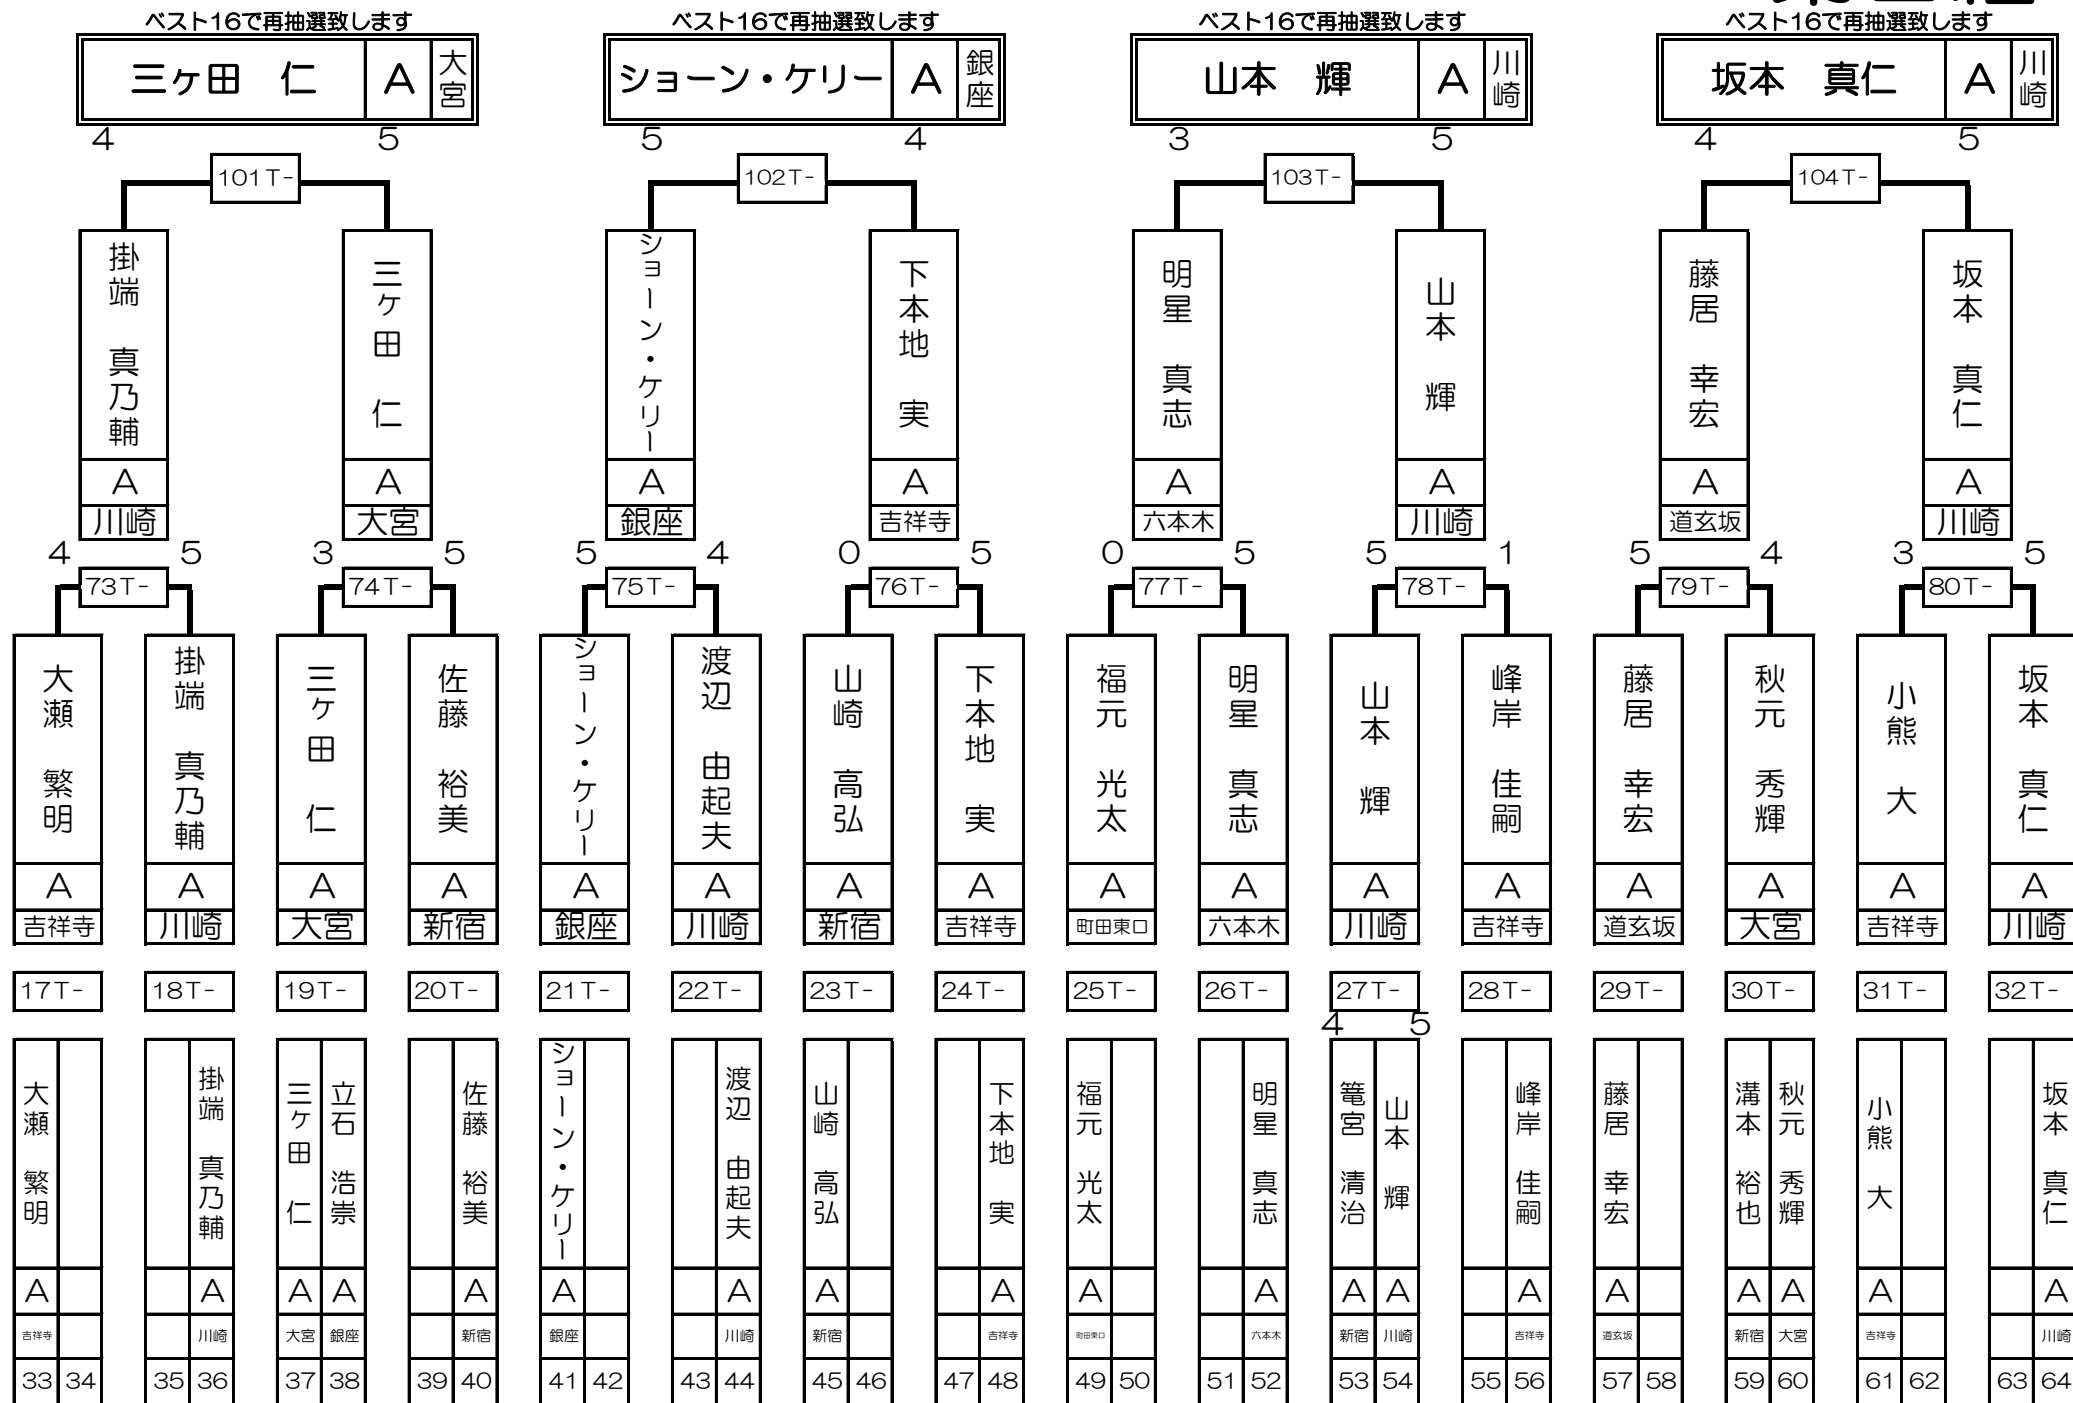 ベスト16で再抽選致します ベスト16で再抽選致します ベスト16で再抽選致します ベスト16で再抽選致します
三ヶ田 仁 A 大宮 ショーン・ケリー A 銀座 山本 輝 A 川崎 坂本 真仁 A 川崎
4 5 5 4 3 5 4 5
101T- 102T- 103T- 104T-
掛端 真乃輔 三ヶ田 仁 ショーン・ケリー 下本地 実 明星 真志 山本 輝 藤居 幸宏 坂本 真仁
A A A A A A A A
川崎 大宮 銀座 吉祥寺 六本木 川崎 道玄坂 川崎
4 5 3 5 5 4 0 5 0 5 5 1 5 4 3 5
73T- 74T- 75T- 76T- 77T- 78T- 79T- 80T-
大瀬 繁明 掛端 真乃輔 三ヶ田 仁 佐藤 裕美 ショーン・ケリー 渡辺 由起夫 山崎 高弘 下本地 実 福元 光太 明星 真志 山本 輝 峰岸 佳嗣 藤居 幸宏 秋元 秀輝 小熊 大 坂本 真仁
A A A A A A A A A A A A A A A A
吉祥寺 川崎 大宮 新宿 銀座 川崎 新宿 吉祥寺 町田東口 六本木 川崎 吉祥寺 道玄坂 大宮 吉祥寺 川崎
17T- 18T- 19T- 20T- 21T- 22T- 23T- 24T- 25T- 26T- 27T- 28T- 29T- 30T- 31T- 32T-
4 5
大瀬 繁明 掛端 真乃輔 三ヶ田 仁 立石 浩崇 佐藤 裕美 ショーン・ケリー 渡辺 由起夫 山崎 高弘 下本地 実 福元 光太 明星 真志 篭宮 清治 山本 輝 峰岸 佳嗣 藤居 幸宏 溝本 裕也 秋元 秀輝 小熊 大 坂本 真仁
A A A A A A A A A A A A A A A A A A A
吉祥寺 川崎 大宮 銀座 新宿 銀座 川崎 新宿 吉祥寺 町田東口 六本木 新宿 川崎 吉祥寺 道玄坂 新宿 大宮 吉祥寺 川崎
33 34 35 36 37 38 39 40 41 42 43 44 45 46 47 48 49 50 51 52 53 54 55 56 57 58 59 60 61 62 63 64